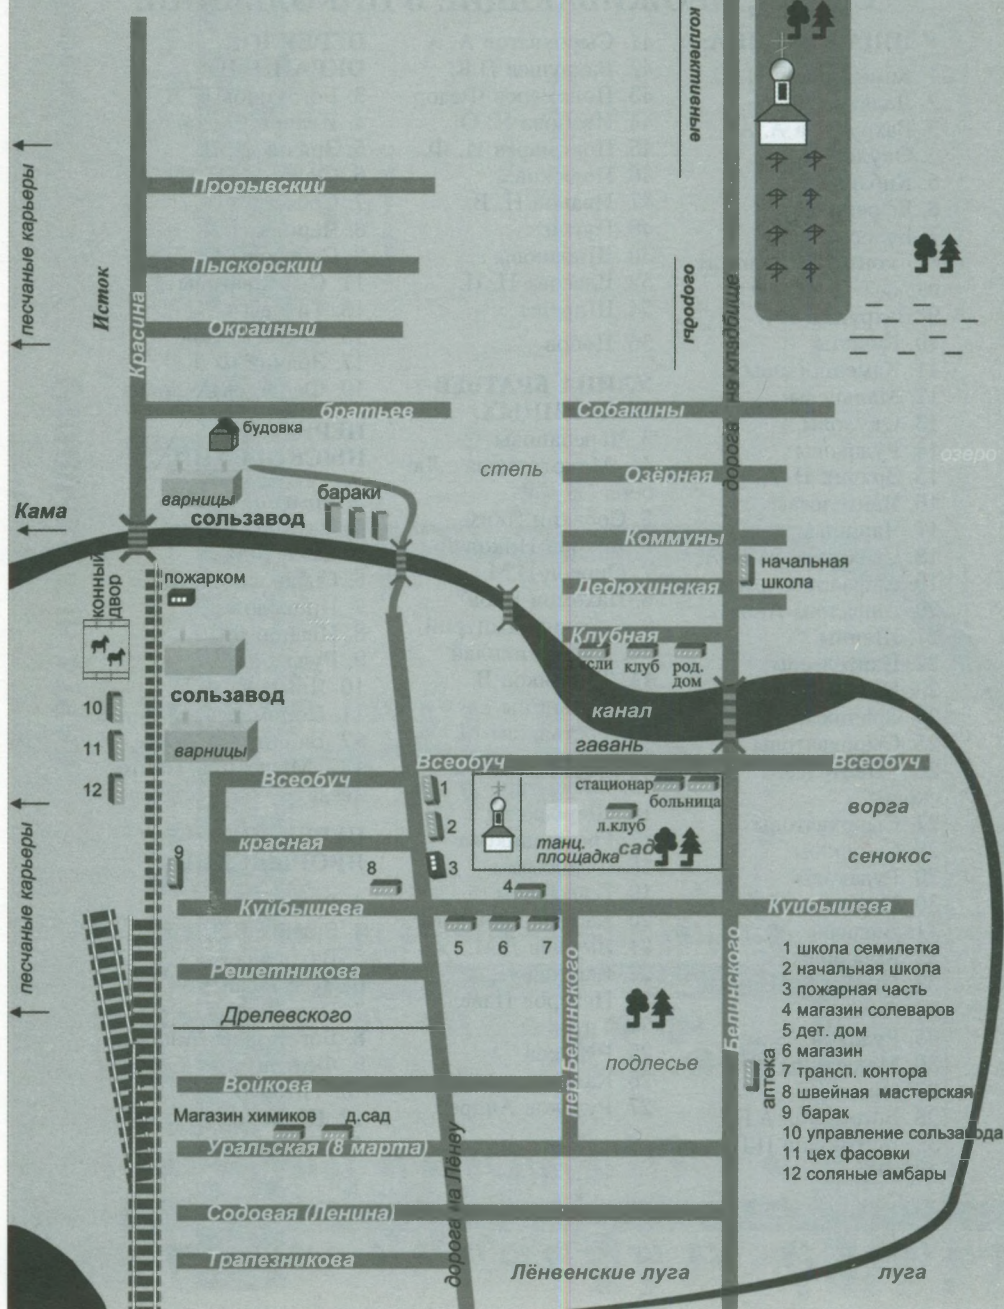 коллективные
огороды
песчаные карьеры
Исток
Красина
Прорывский
Пыскорский
Окрайный
братьев
Собакины
дорога на кладбище
будовка
варницы
сользавод
бараки
степь
Озёрная
озеро
Кама
Коммуны
начальная
школа
Дедюхинская
Клубная
конный
двор
пожарком
клуб
род.
дом
сользавод
канал
варницы
гавань
10
11
12
Всеобуч
Всеобуч
Всеобуч
1
2
3
стационар
больница
л.клуб
танц.
площадка
сад
ворга
сенокос
красная
9
8
4
Куйбышева
Куйбышева
5
6
7
песчаные карьеры
Решетникова
Дрелевского
Войкова
Магазин химиков
д.сад
Уральская (8 марта)
Содовая (Ленина)
Трапезникова
дорога на Лёнву
пер.Белинского
Белинского
подлесье
аптека
1 школа семилетка
2 начальная школа
3 пожарная часть
4 магазин солеваров
5 дет. дом
6 магазин
7 трансп. контора
8 швейная мастерская
9 барак
10 управление сользавода
11 цех фасовки
12 соляные амбары
Лёнвенские луга
луга